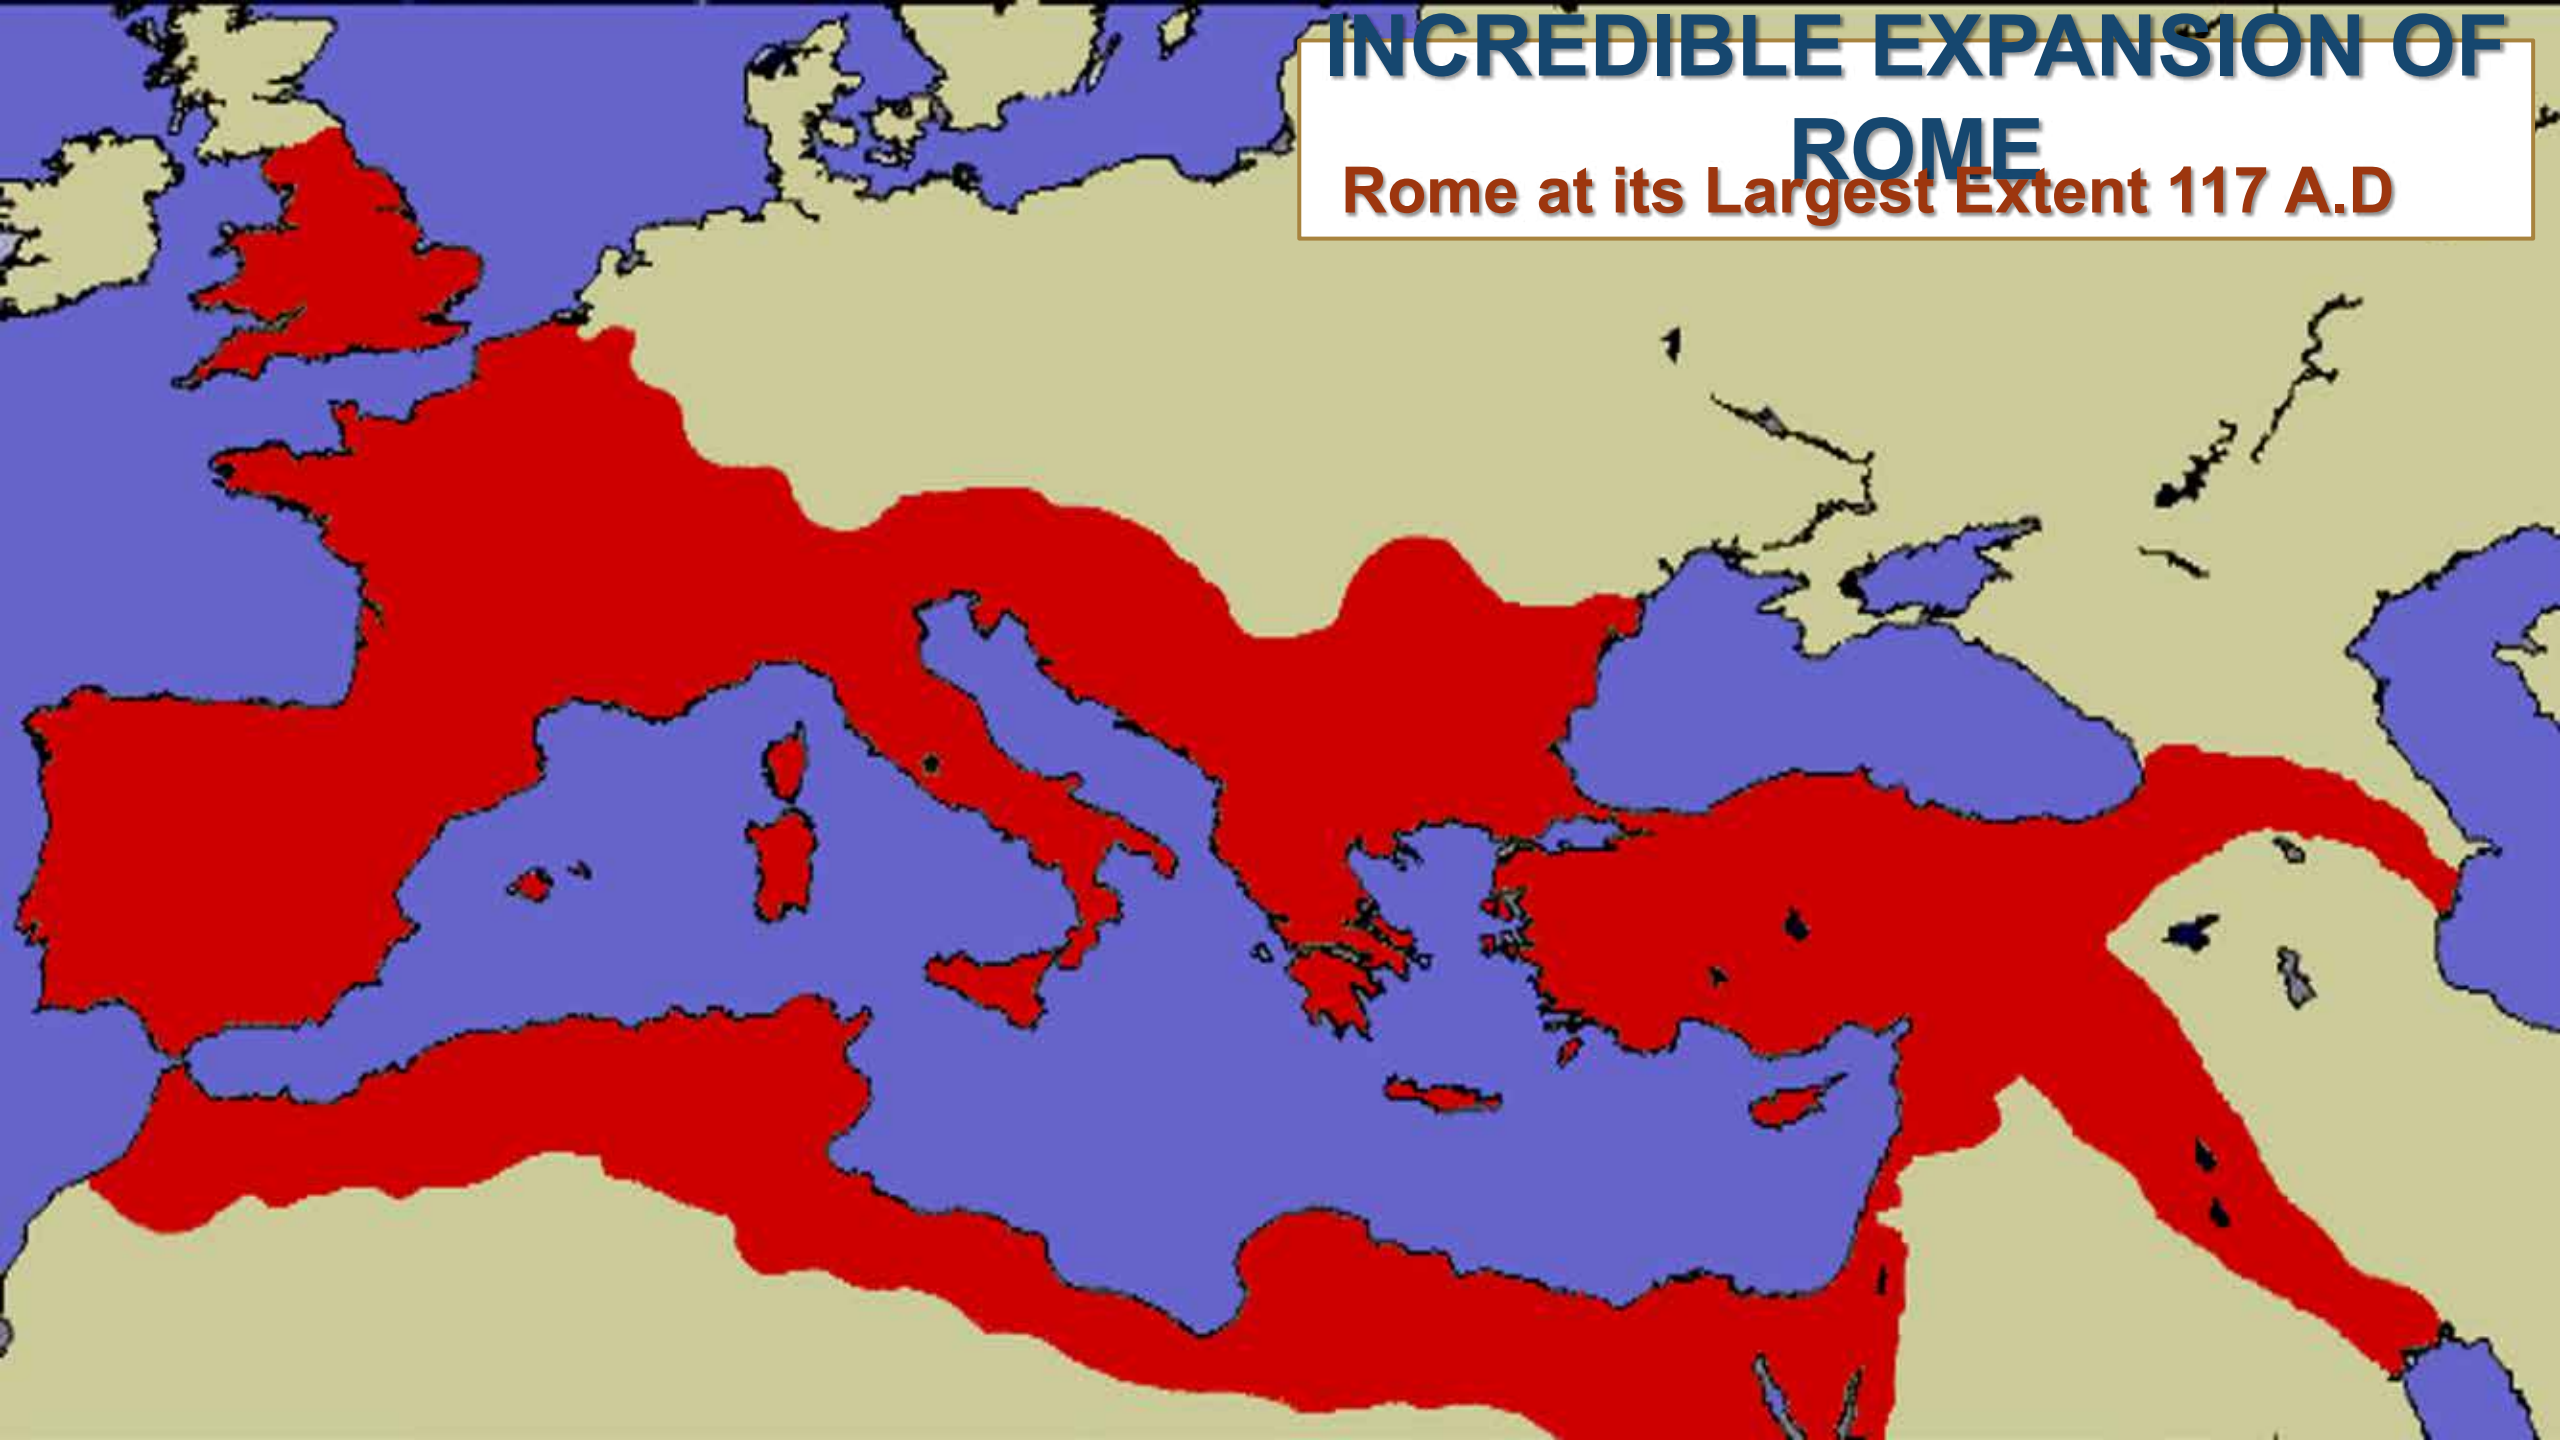 INCREDIBLE EXPANSION OF
ROME
Rome at its Largest Extent 117 A.D